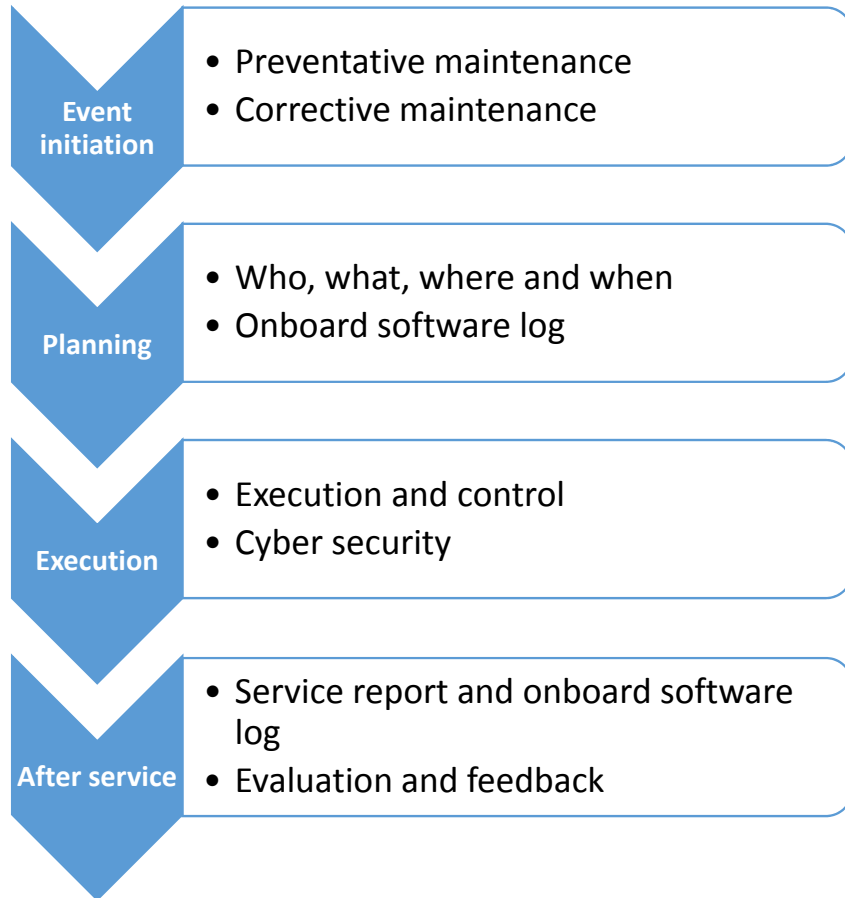 Event
initiation
• Preventative maintenance
• Corrective maintenance
Planning
• Who, what, where and when
• Onboard software log
Execution
• Execution and control
• Cyber security
After service
• Service report and onboard software
log
• Evaluation and feedback